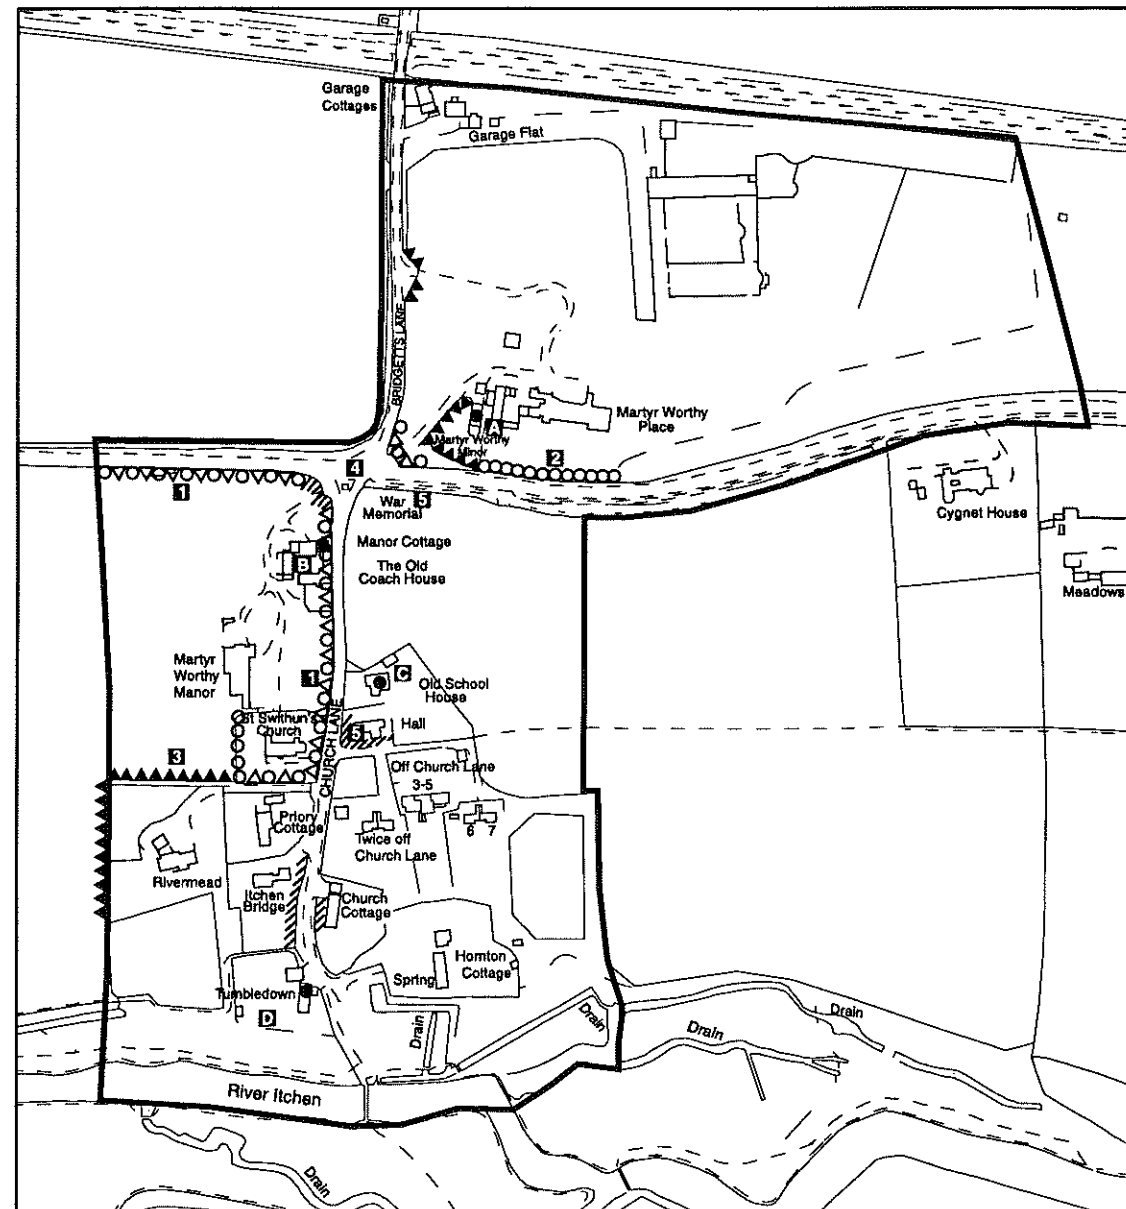 Garage
Cottages
Garage Flat
BRIDGETTS LANE
A
Martyr Worthy
Place
Martyr Worthy
Minor
2
4
1
5
War
Memorial
Cygnet House
Manor Cottage
B
The Old
Coach House
Meadows
Martyr
Worthy
Manor
C
1
Old School
House
St Swithun's
Church
Hall
5
CHURCH LANE
3
Off Church Lane
3-5
Priory
Cottage
6 7
Twice off
Church Lane
Rivermead
Itchen
Bridge
Church
Cottage
Hornton
Cottage
Spring
Tumbledown
D
Drain
Drain
Drain
Drain
River Itchen
Drain